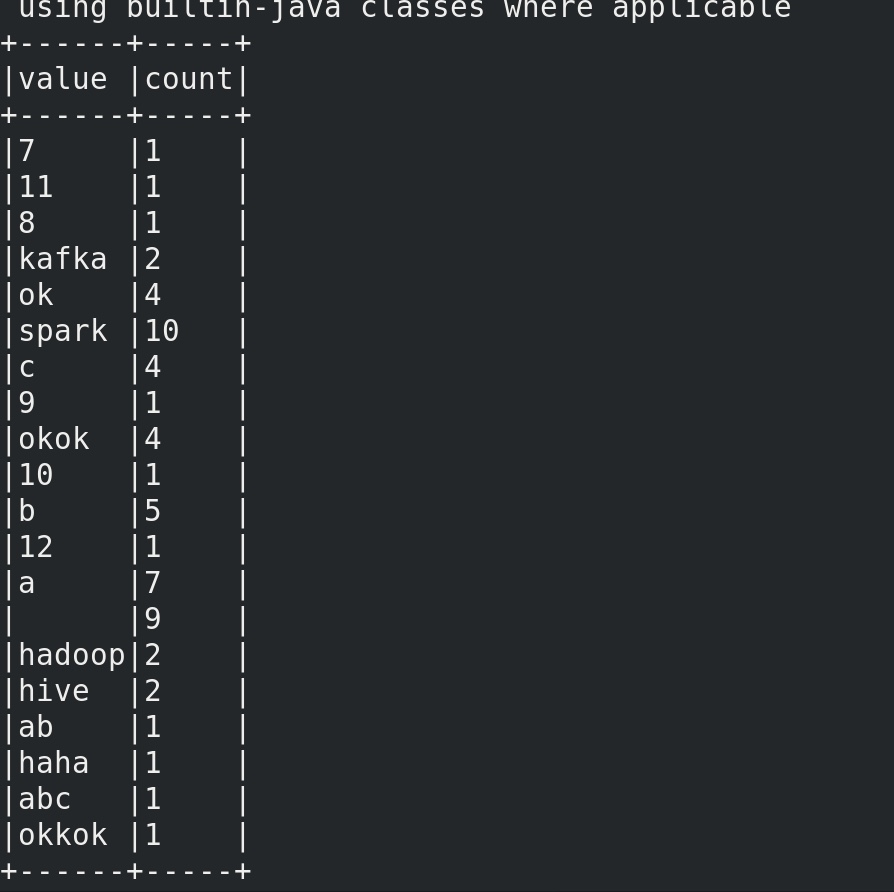 using builtin-java classes where applicable
+------+-----+
|value |count|
+------+-----+
|7     |1    |
|11    |1    |
|8     |1    |
|kafka |2    |
|ok    |4    |
|spark |10   |
|c     |4    |
|9     |1    |
|okok  |4    |
|10    |1    |
|b     |5    |
|12    |1    |
|a     |7    |
|      |9    |
|hadoop|2    |
|hive  |2    |
|ab    |1    |
|haha  |1    |
|abc   |1    |
|okkok |1    |
+------+-----+